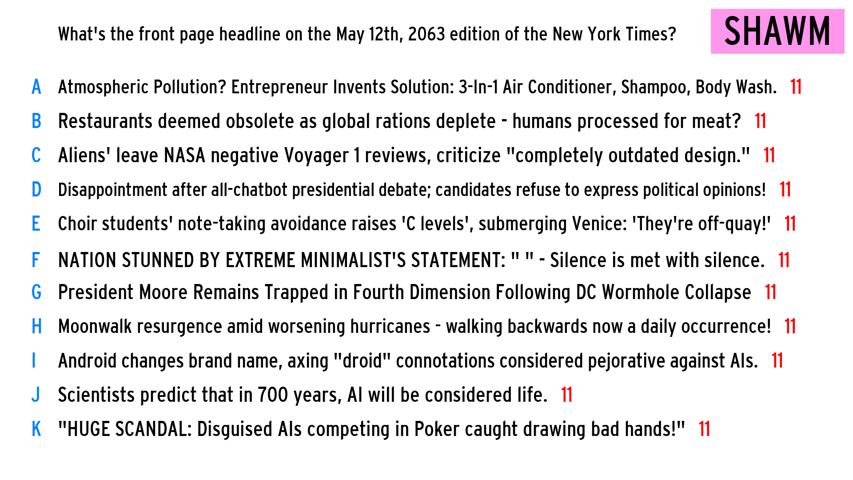 What's the front page headline on the May 12th, 2063 edition of the New York Times?
SHAWM
A Atmospheric Pollution? Entrepreneur Invents Solution: 3-In-1 Air Conditioner, Shampoo, Body Wash. 11
B Restaurants deemed obsolete as global rations deplete - humans processed for meat? 11
C Aliens' leave NASA negative Voyager 1 reviews, criticize "completely outdated design." 11
D Disappointment after all-chatbot presidential debate; candidates refuse to express political opinions! 11
E Choir students' note-taking avoidance raises 'C levels', submerging Venice: 'They're off-quay!' 11
F NATION STUNNED BY EXTREME MINIMALIST'S STATEMENT: " " - Silence is met with silence. 11
G President Moore Remains Trapped in Fourth Dimension Following DC Wormhole Collapse 11
H Moonwalk resurgence amid worsening hurricanes - walking backwards now a daily occurrence! 11
I Android changes brand name, axing "droid" connotations considered pejorative against AIs. 11
J Scientists predict that in 700 years, AI will be considered life. 11
K "HUGE SCANDAL: Disguised AIs competing in Poker caught drawing bad hands!" 11